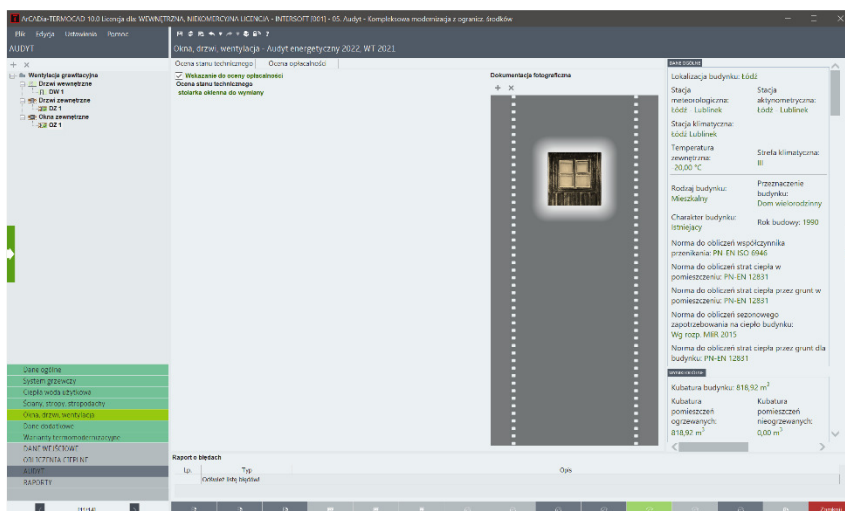 ArCADia-TERMOCAD 10.0 Licencja dla: WEWNĘTRZNA, NIEKOMERCYJNA LICENCJA - INTERSOFT [001] - 05. Audyt - Kompleksowa modernizacja z ogranicz. środków
Plik Edycja Ustawienia Pomoc
AUDYT
Okna, drzwi, wentylacja - Audyt energetyczny 2022, WT 2021
Ocena stanu technicznego Ocena opłacalności
Wentylacja grawitacyjna
Drzwi wewnętrzne
DW 1
Drzwi zewnętrzne
DZ 1
Okna zewnętrzne
OZ 1
Wskazanie do oceny opłacalności
Ocena stanu technicznego
stolarka okienna do wymiany
Dokumentacja fotograficzna
DANE OGÓLNE
Lokalizacja budynku: Łódź
Stacja meteorologiczna: Łódź - Lublinek
Stacja aktynometryczna: Łódź - Lublinek
Stacja klimatyczna: Łódź Lublinek
Temperatura zewnętrzna: -20,00 °C
Strefa klimatyczna: III
Rodzaj budynku: Mieszkalny
Przeznaczenie budynku: Dom wielorodzinny
Charakter budynku: Istniejący
Rok budowy: 1990
Norma do obliczeń współczynnika
przenikania: PN-EN ISO 6946
Norma do obliczeń strat ciepła w
pomieszczeniu: PN-EN 12831
Norma do obliczeń strat ciepła przez grunt w
pomieszczeniu: PN-EN 12831
Norma do obliczeń sezonowego
zapotrzebowania na ciepło budynku:
Wg rozp. MIiR 2015
Norma do obliczeń strat ciepła przez grunt dla
budynku: PN-EN 12831
Kubatura budynku: 818,92 m³
Kubatura pomieszczeń ogrzewanych: 818,92 m³
Kubatura pomieszczeń nieogrzewanych: 0,00 m³
Dane ogólne
System grzewczy
Ciepła woda użytkowa
Ściany, stropy, stropodachy
Okna, drzwi, wentylacja
Dane dodatkowe
Warianty termomodernizacyjne
DANE WEJŚCIOWE
OBLICZENIA CIEPLNE
AUDYT
RAPORTY
Raport o błędach
Lp. Typ Opis
Odśwież listę błędów!
Zamknij